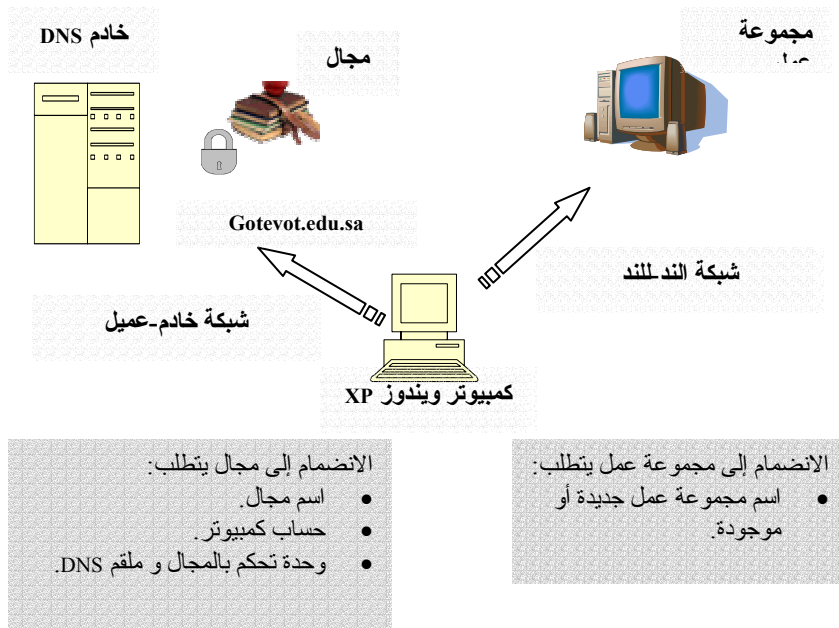 خادم DNS
مجال
مجموعة
Gotevot.edu.sa
شبكة الند للند
شبكة خادم-عميل
كمبيوتر ويندوز XP
الانضمام إلى مجموعة عمل يتطلب:
• اسم مجموعة عمل جديدة أو
موجودة.
الانضمام إلى مجال يتطلب:
• اسم مجال.
• حساب كمبيوتر.
• وحدة تحكم بالمجال و ملقم DNS.